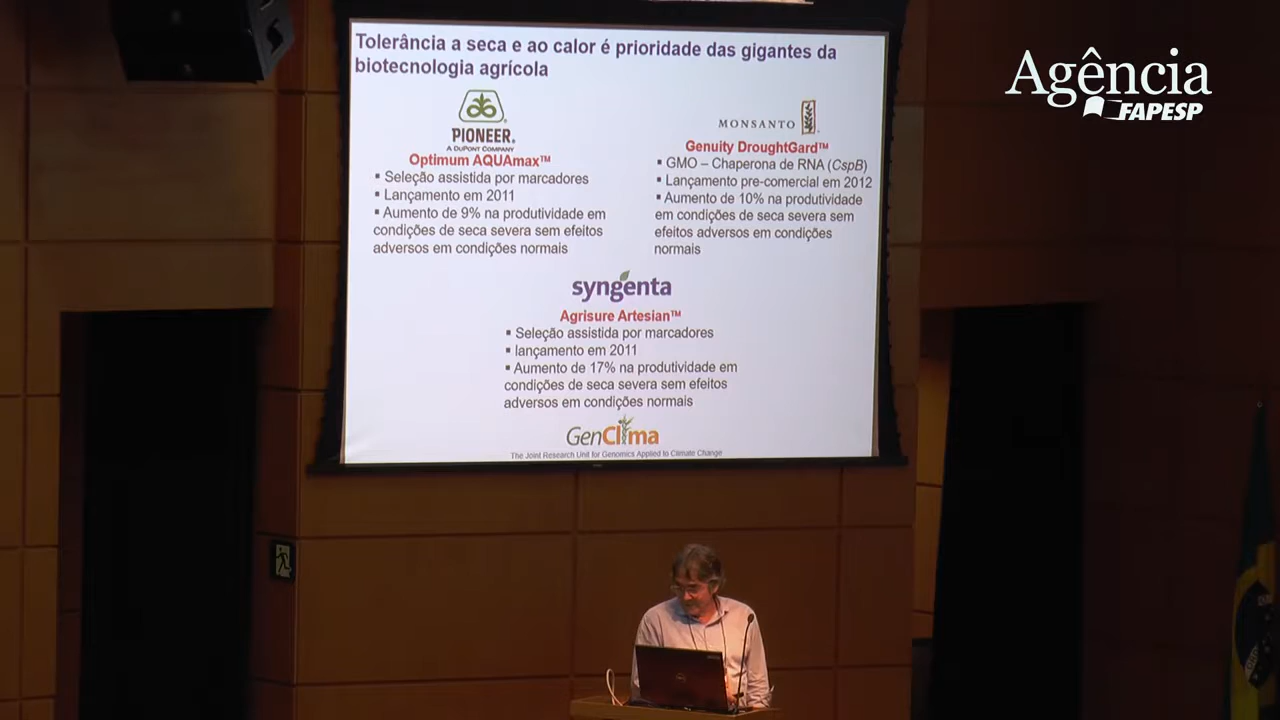 Tolerância a seca e ao calor é prioridade das gigantes da
biotecnologia agrícola
PIONEER®
A DUPONT COMPANY
Optimum AQUAmax™
▪ Seleção assistida por marcadores
▪ Lançamento em 2011
▪ Aumento de 9% na produtividade em
condições de seca severa sem efeitos
adversos em condições normais
MONSANTO
Genuity DroughtGard™
▪ GMO – Chaperona de RNA (CspB)
▪ Lançamento pre-comercial em 2012
▪ Aumento de 10% na produtividade
em condições de seca severa sem
efeitos adversos em condições
normais
syngenta
Agrisure Artesian™
▪ Seleção assistida por marcadores
▪ lançamento em 2011
▪ Aumento de 17% na produtividade em
condições de seca severa sem efeitos
adversos em condições normais
GenClima
The Joint Research Unit for Genomics Applied to Climate Change
Agência
FAPESP
DELL